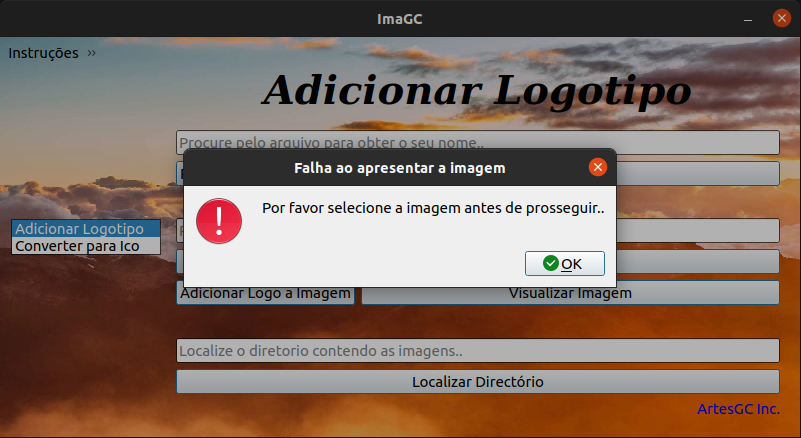 ImaGC
Instruções ››
Adicionar Logotipo
Procure pelo arquivo para obter o seu nome..
Falha ao apresentar a imagem
Por favor selecione a imagem antes de prosseguir..
Adicionar Logotipo
Converter para Ico
OK
Adicionar Logo a Imagem
Visualizar Imagem
Localize o diretorio contendo as imagens..
Localizar Directório
ArtesGC Inc.